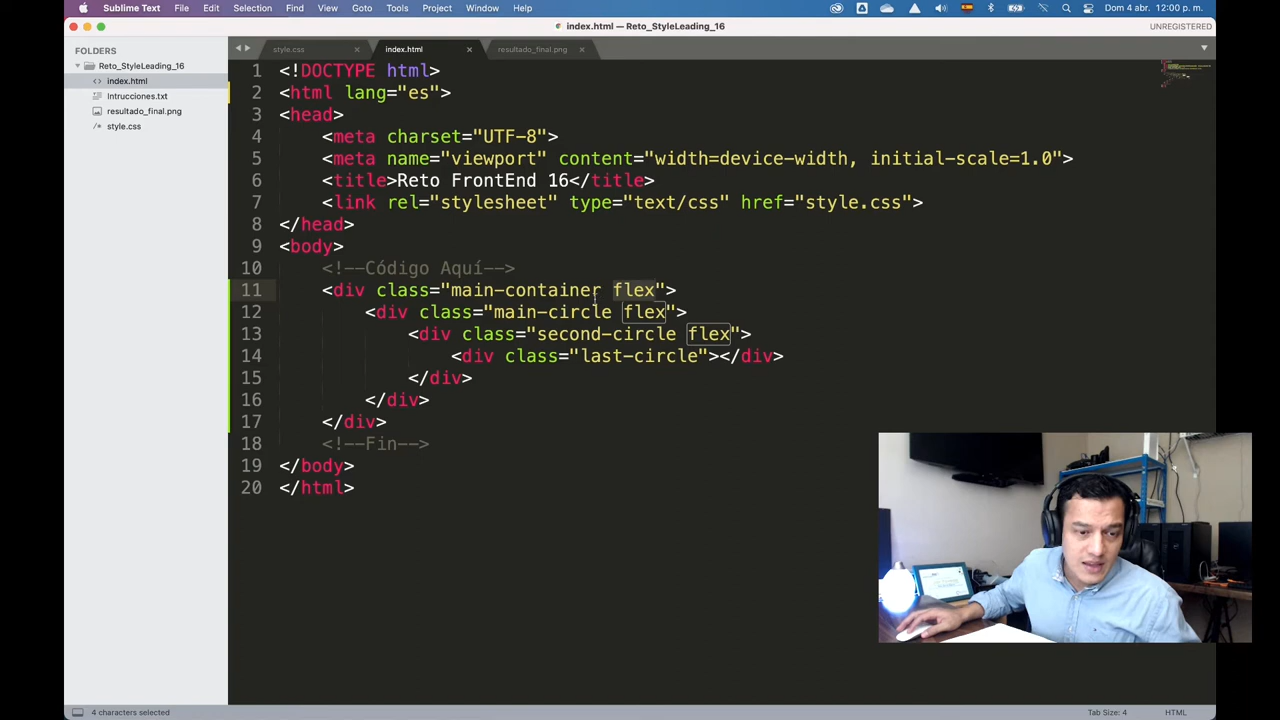 Sublime Text File Edit Selection Find View Goto Tools Project Window Help Dom 4 abr. 12:00 p. m.
index.html — Reto_StyleLeading_16 UNREGISTERED
FOLDERS
Reto_StyleLeading_16
index.html
Intrucciones.txt
resultado_final.png
style.css
style.css index.html resultado_final.png
1 <!DOCTYPE html>
2 <html lang="es">
3 <head>
4 <meta charset="UTF-8">
5 <meta name="viewport" content="width=device-width, initial-scale=1.0">
6 <title>Reto FrontEnd 16</title>
7 <link rel="stylesheet" type="text/css" href="style.css">
8 </head>
9 <body>
10 <!--Código Aquí-->
11 <div class="main-container flex">
12 <div class="main-circle flex">
13 <div class="second-circle flex">
14 <div class="last-circle"></div>
15 </div>
16 </div>
17 </div>
18 <!--Fin-->
19 </body>
20 </html>
4 characters selected Tab Size: 4 HTML